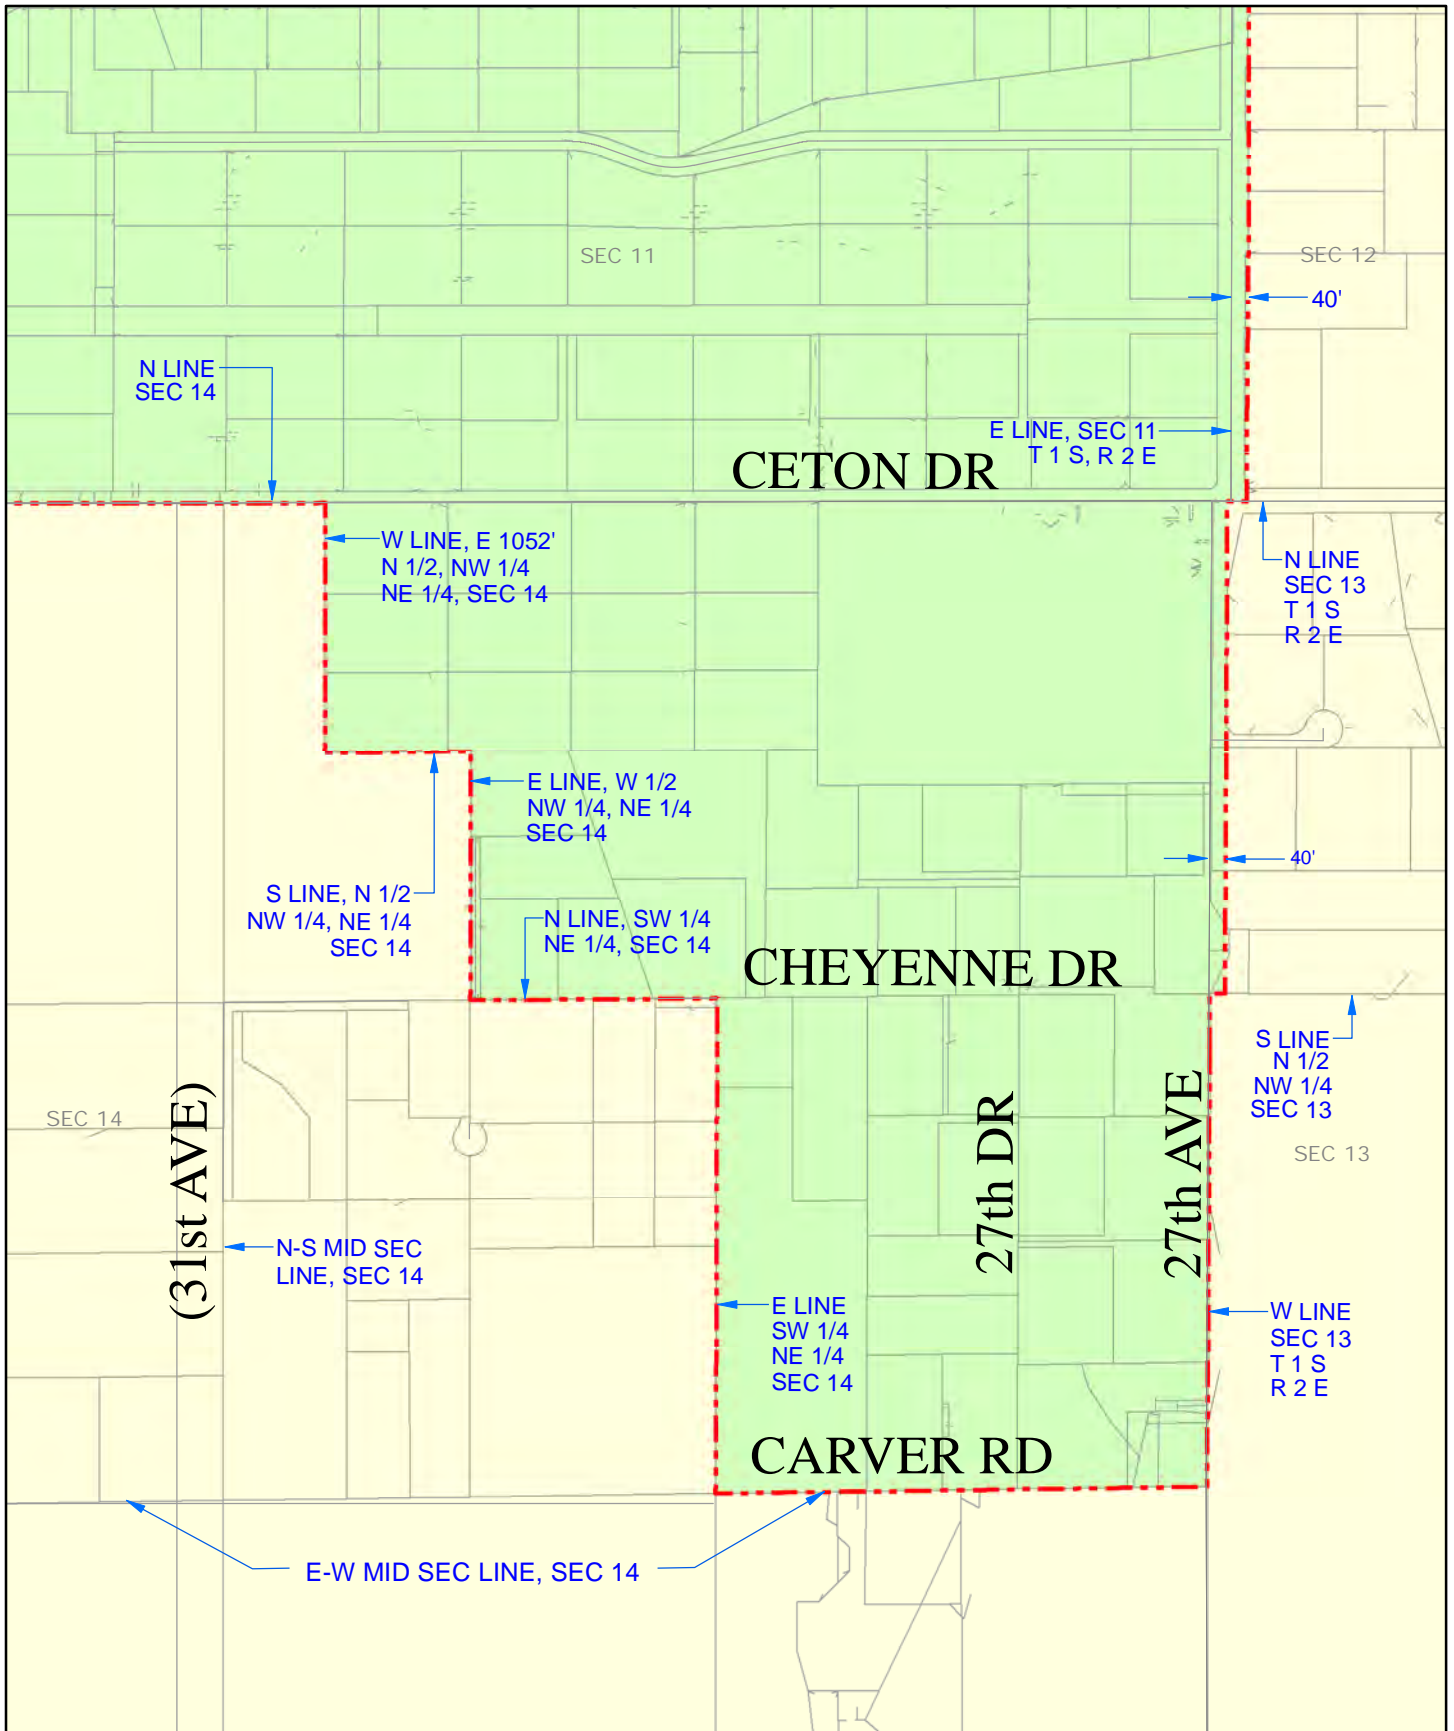 SEC 11
SEC 12
40'
N LINE
SEC 14
E LINE, SEC 11
T 1 S, R 2 E
CETON DR
W LINE, E 1052'
N 1/2, NW 1/4
NE 1/4, SEC 14
N LINE
SEC 13
T 1 S
R 2 E
E LINE, W 1/2
NW 1/4, NE 1/4
SEC 14
40'
S LINE, N 1/2
NW 1/4, NE 1/4
SEC 14
N LINE, SW 1/4
NE 1/4, SEC 14
CHEYENNE DR
S LINE
N 1/2
NW 1/4
SEC 13
SEC 14
(31st AVE)
27th DR
27th AVE
SEC 13
N-S MID SEC
LINE, SEC 14
E LINE
SW 1/4
NE 1/4
SEC 14
W LINE
SEC 13
T 1 S
R 2 E
CARVER RD
E-W MID SEC LINE, SEC 14